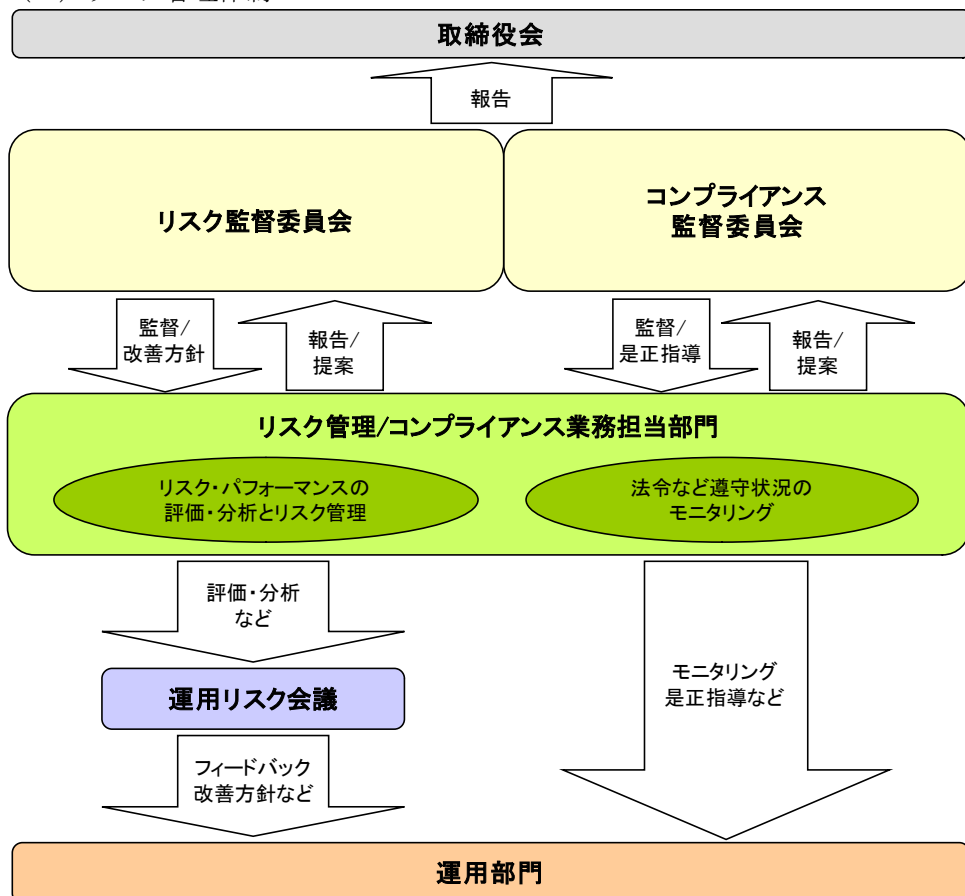 取締役会
報告
リスク監督委員会
コンプライアンス
監督委員会
監督/
改善方針
報告/
提案
監督/
是正指導
報告/
提案
リスク管理/コンプライアンス業務担当部門
リスク・パフォーマンスの
評価・分析とリスク管理
法令など遵守状況の
モニタリング
評価・分析
など
運用リスク会議
モニタリング
是正指導など
フィードバック
改善方針など
運用部門